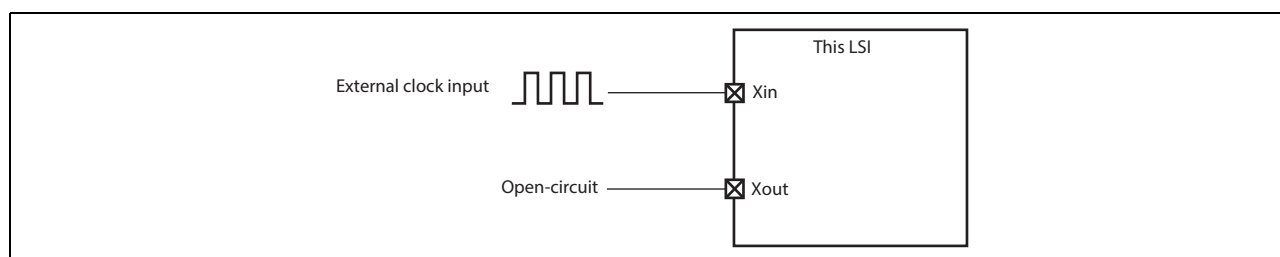 This LSI
External clock input
Xin
Open-circuit
Xout